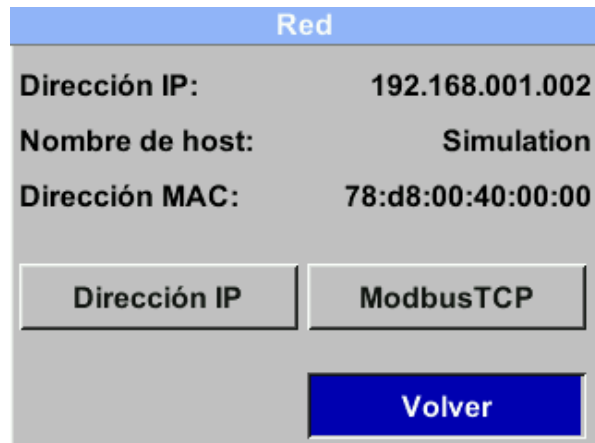 Red
Dirección IP: 192.168.001.002
Nombre de host: Simulation
Dirección MAC: 78:d8:00:40:00:00
Dirección IP ModbusTCP
Volver